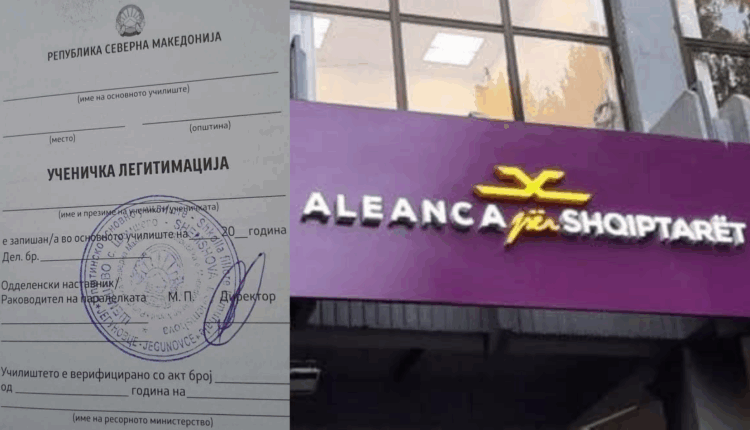 РЕПУБЛИКА СЕВЕРНА МАКЕДОНИЈА
(име на основното училиште)
(место) (општина)
УЧЕНИЧКА ЛЕГИТИМАЦИЈА
(име и презиме на ученикот/ученичката)
е запишан/а во основното училиште на 20 година
Дел. бр.
Одделенски наставник/
Раководител на паралелката М. П. Директор
ЈЕГУНОВЦЕ - JEGUNOVCE
Училиштето е верифицирано со акт број
од година на
(име на ресорното министерство)
ALEANCA për SHQIPTARËT